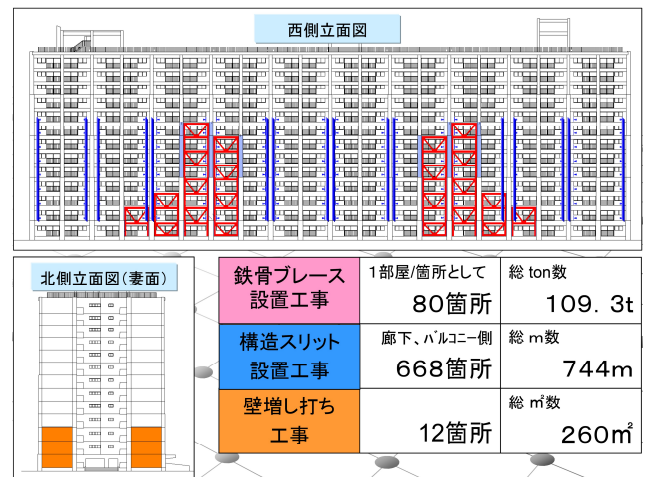 西側立面図
北側立面図(妻面)
鉄骨ブレース
設置工事
1部屋/箇所として
80箇所
総 ton数
109.3t
構造スリット
設置工事
廊下、バルコニー側
668箇所
総 m数
744m
壁増し打ち
工事
12箇所
総 ㎡数
260㎡